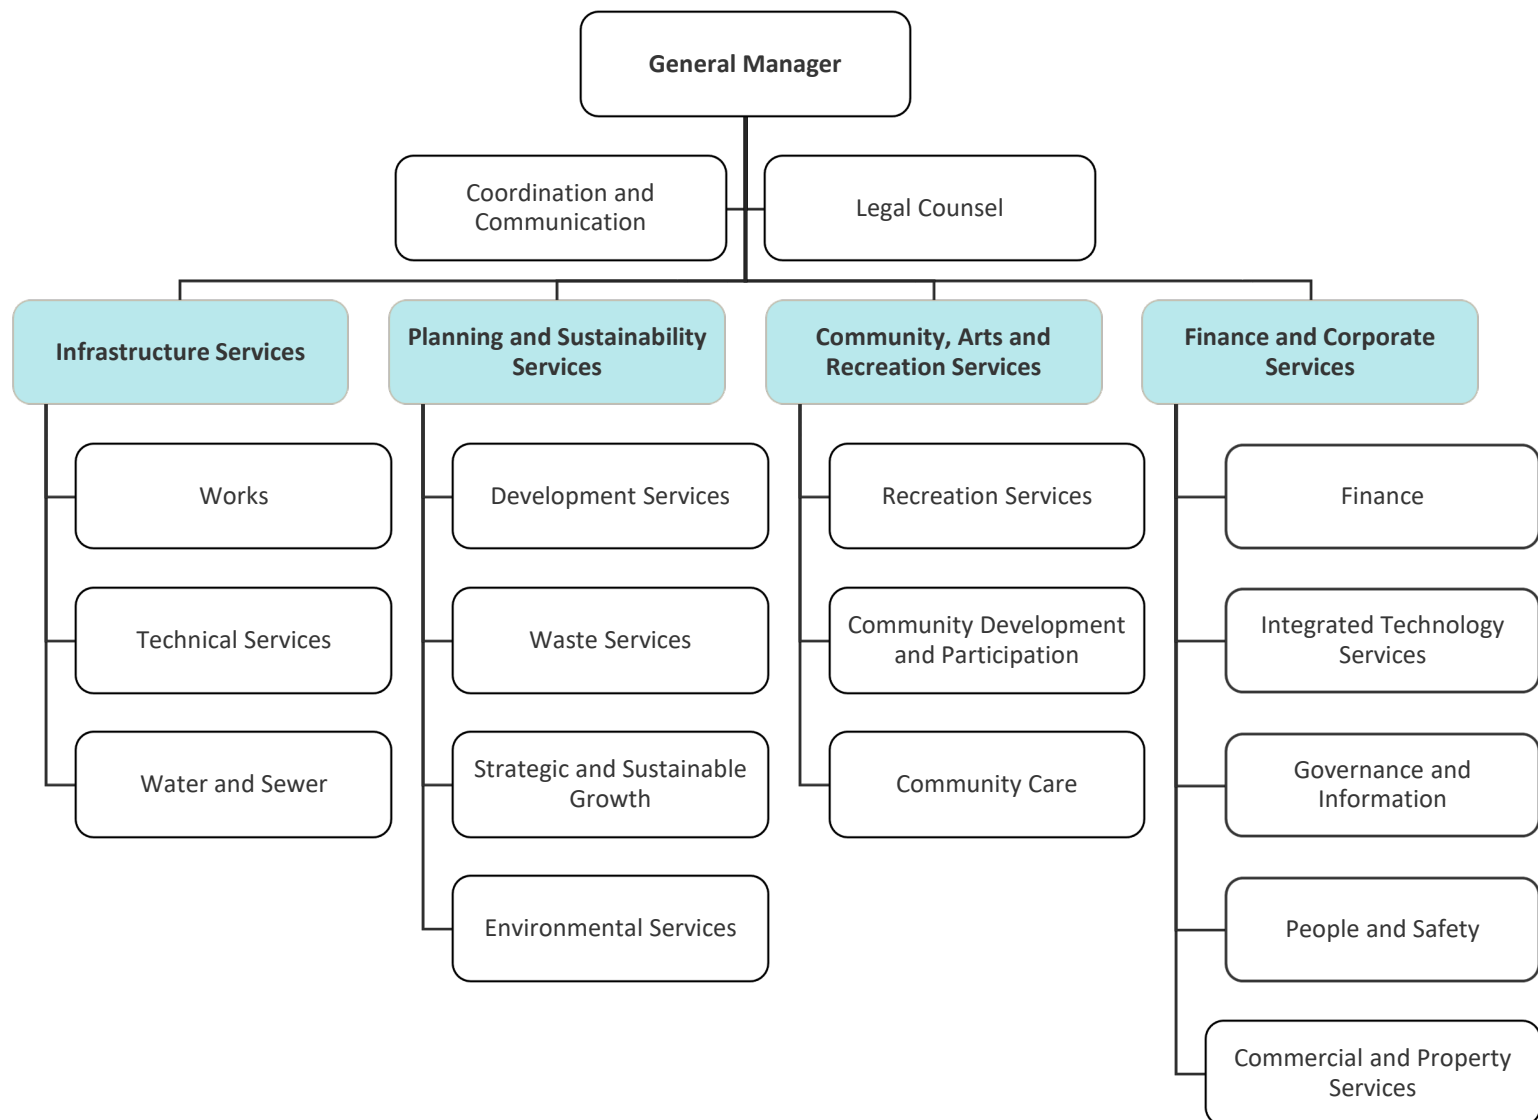 General Manager
Coordination and
Communication
Legal Counsel
Infrastructure Services
Planning and Sustainability
Services
Community, Arts and
Recreation Services
Finance and Corporate
Services
Works
Development Services
Recreation Services
Finance
Technical Services
Waste Services
Community Development
and Participation
Integrated Technology
Services
Water and Sewer
Strategic and Sustainable
Growth
Community Care
Governance and
Information
Environmental Services
People and Safety
Commercial and Property
Services